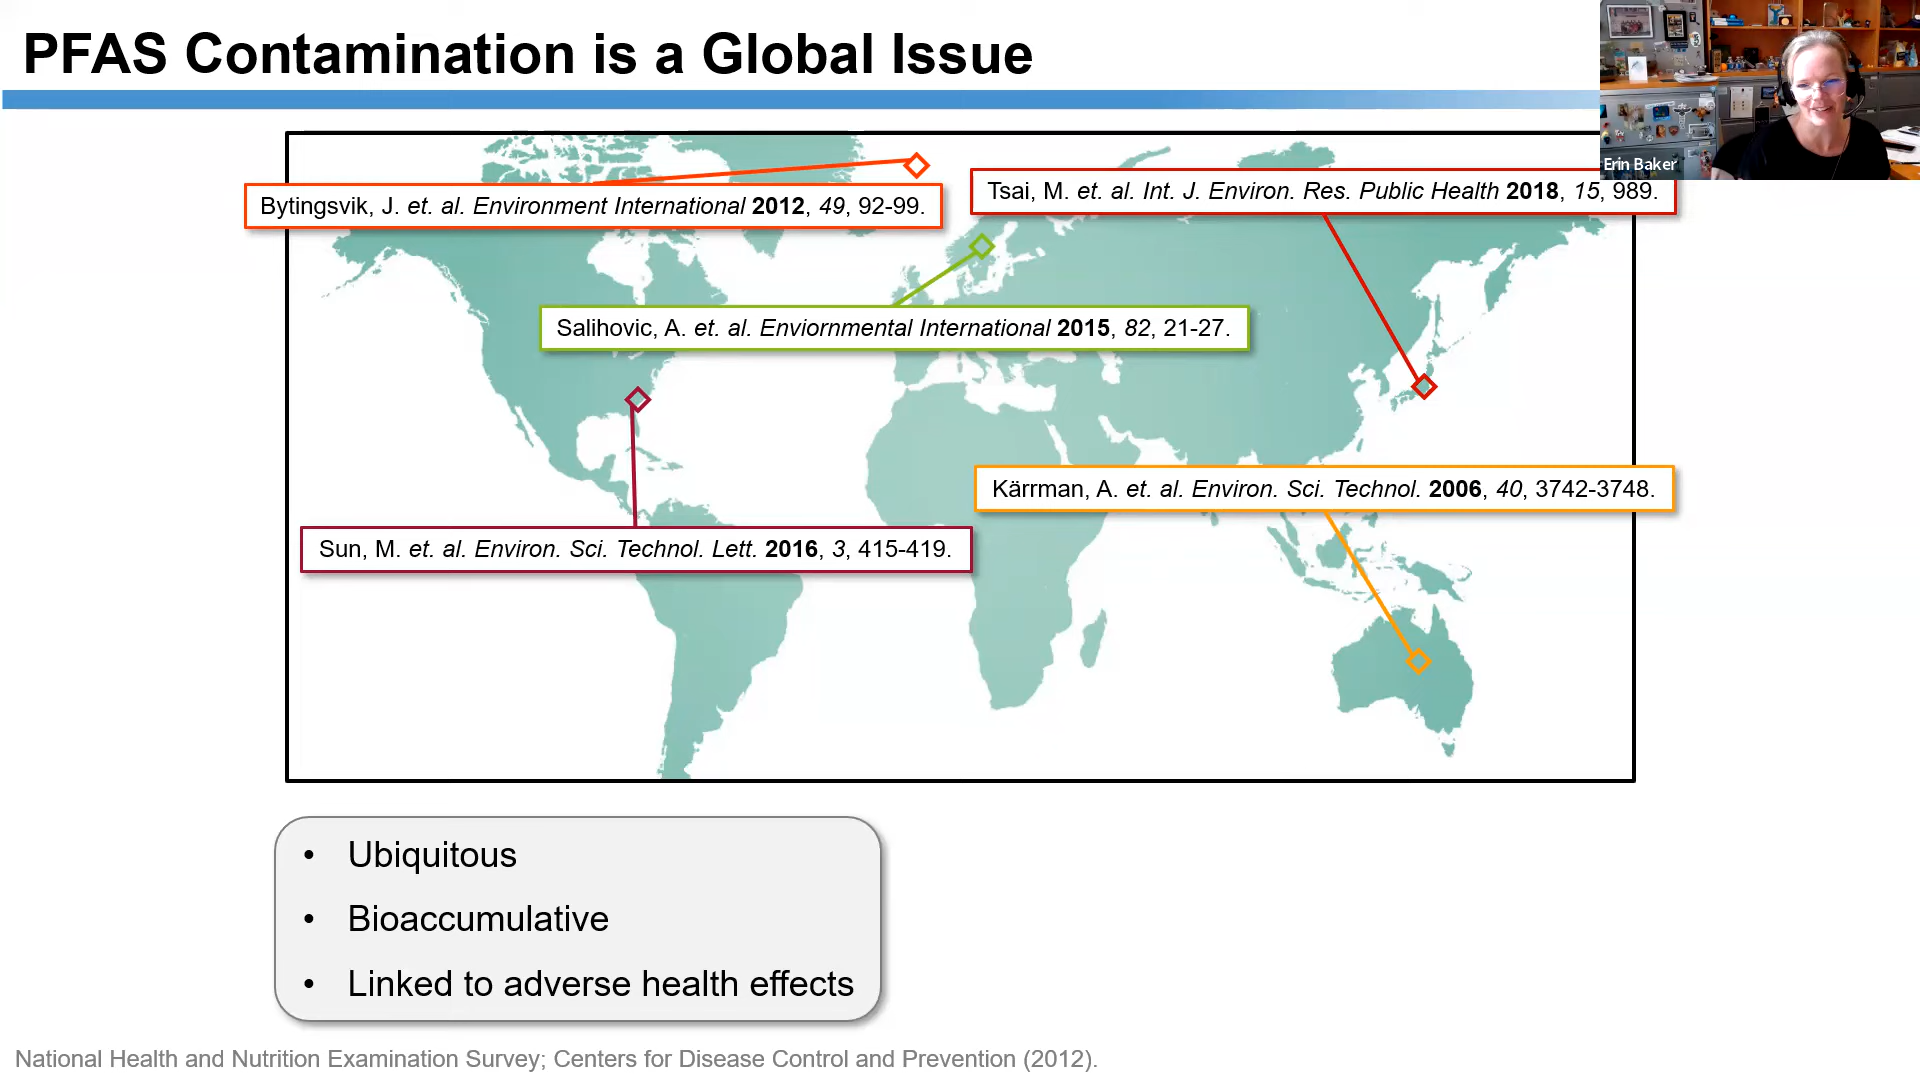 PFAS Contamination is a Global Issue
Erin Baker
Bytingsvik, J. et. al. Environment International 2012, 49, 92-99.
Tsai, M. et. al. Int. J. Environ. Res. Public Health 2018, 15, 989.
Salihovic, A. et. al. Enviornmental International 2015, 82, 21-27.
Kärrman, A. et. al. Environ. Sci. Technol. 2006, 40, 3742-3748.
Sun, M. et. al. Environ. Sci. Technol. Lett. 2016, 3, 415-419.
• Ubiquitous
• Bioaccumulative
• Linked to adverse health effects
National Health and Nutrition Examination Survey; Centers for Disease Control and Prevention (2012).